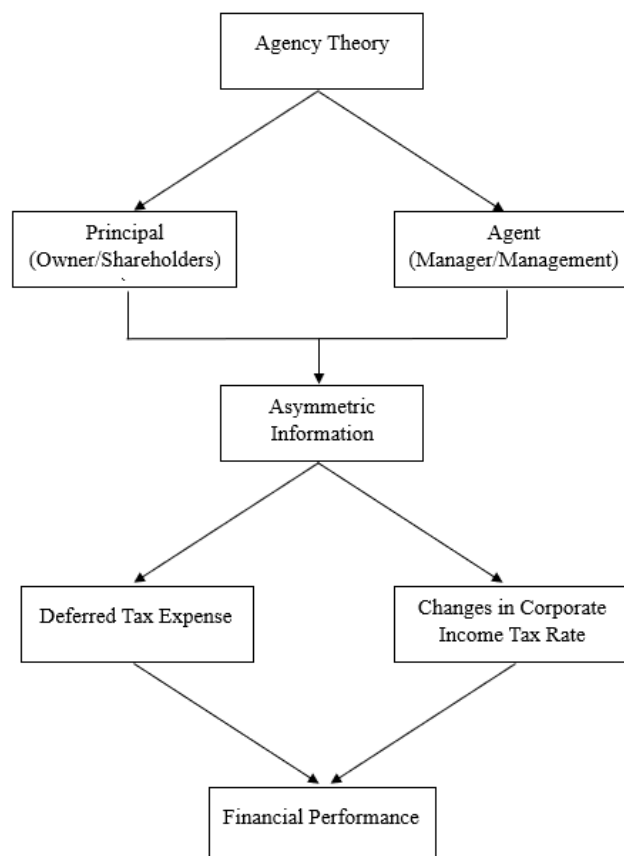 Agency Theory
Principal
(Owner/Shareholders)
Agent
(Manager/Management)
Asymmetric
Information
Deferred Tax Expense
Changes in Corporate
Income Tax Rate
Financial Performance